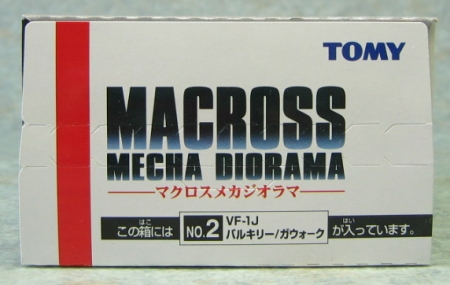 TOMY
MACROSS
MECHA DIORAMA
マクロスメカジオラマ
この箱には NO.2 VF-1J バルキリー/ガウォーク が入っています。
はこ
はい